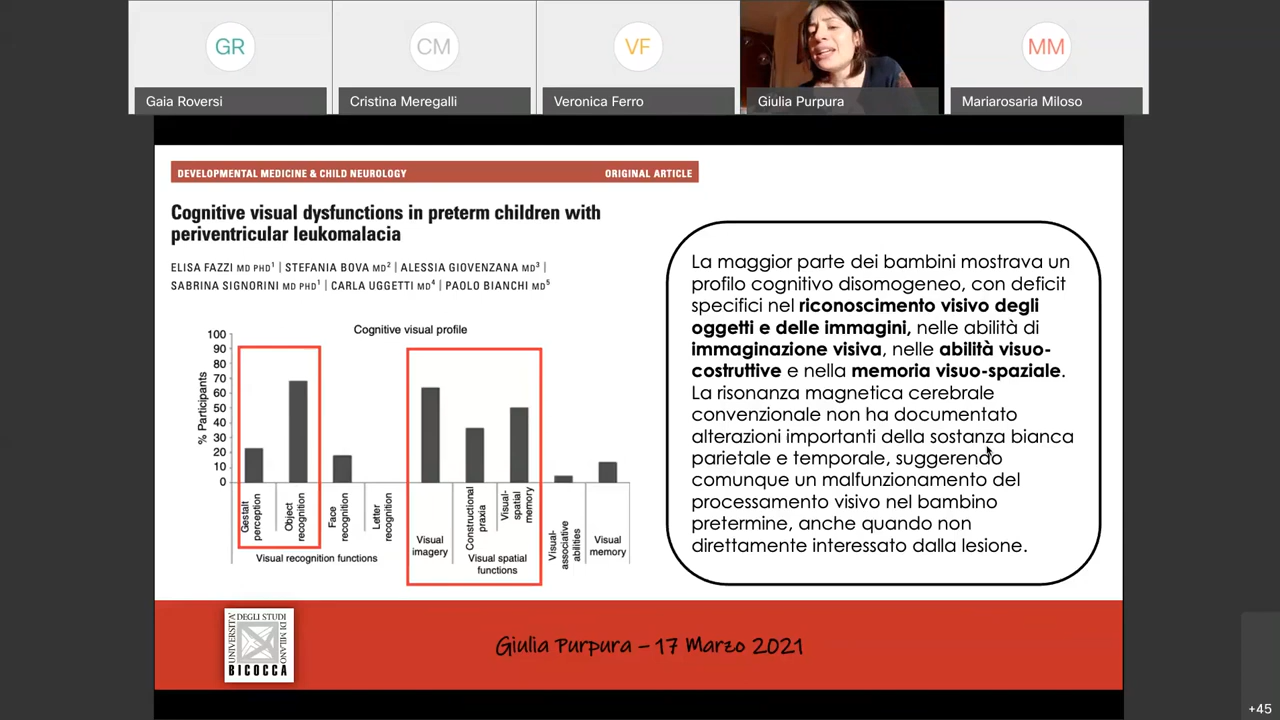 GR
CM
VF
MM
Gaia Roversi
Cristina Meregalli
Veronica Ferro
Giulia Purpura
Mariarosaria Miloso
DEVELOPMENTAL MEDICINE & CHILD NEUROLOGY
ORIGINAL ARTICLE
Cognitive visual dysfunctions in preterm children with
periventricular leukomalacia
ELISA FAZZI MD PHD¹ | STEFANIA BOVA MD² | ALESSIA GIOVENZANA MD³ |
SABRINA SIGNORINI MD PHD¹ | CARLA UGGETTI MD⁴ | PAOLO BIANCHI MD⁵
Cognitive visual profile
% Participants
100
90
80
70
60
50
40
30
20
10
0
Gestalt
perception
Object
recognition
Face
recognition
Letter
recognition
Visual
imagery
Constructional
praxia
Visual-
spatial
memory
Visual-
associative
abilities
Visual
memory
Visual recognition functions
Visual spatial
functions
La maggior parte dei bambini mostrava un
profilo cognitivo disomogeneo, con deficit
specifici nel riconoscimento visivo degli
oggetti e delle immagini, nelle abilità di
immaginazione visiva, nelle abilità visuo-
costruttive e nella memoria visuo-spaziale.
La risonanza magnetica cerebrale
convenzionale non ha documentato
alterazioni importanti della sostanza bianca
parietale e temporale, suggerendo
comunque un malfunzionamento del
processamento visivo nel bambino
pretermine, anche quando non
direttamente interessato dalla lesione.
UNIVERSITA'
DEGLI STUDI
DI MILANO
BICOCCA
Giulia Purpura – 17 Marzo 2021
+45